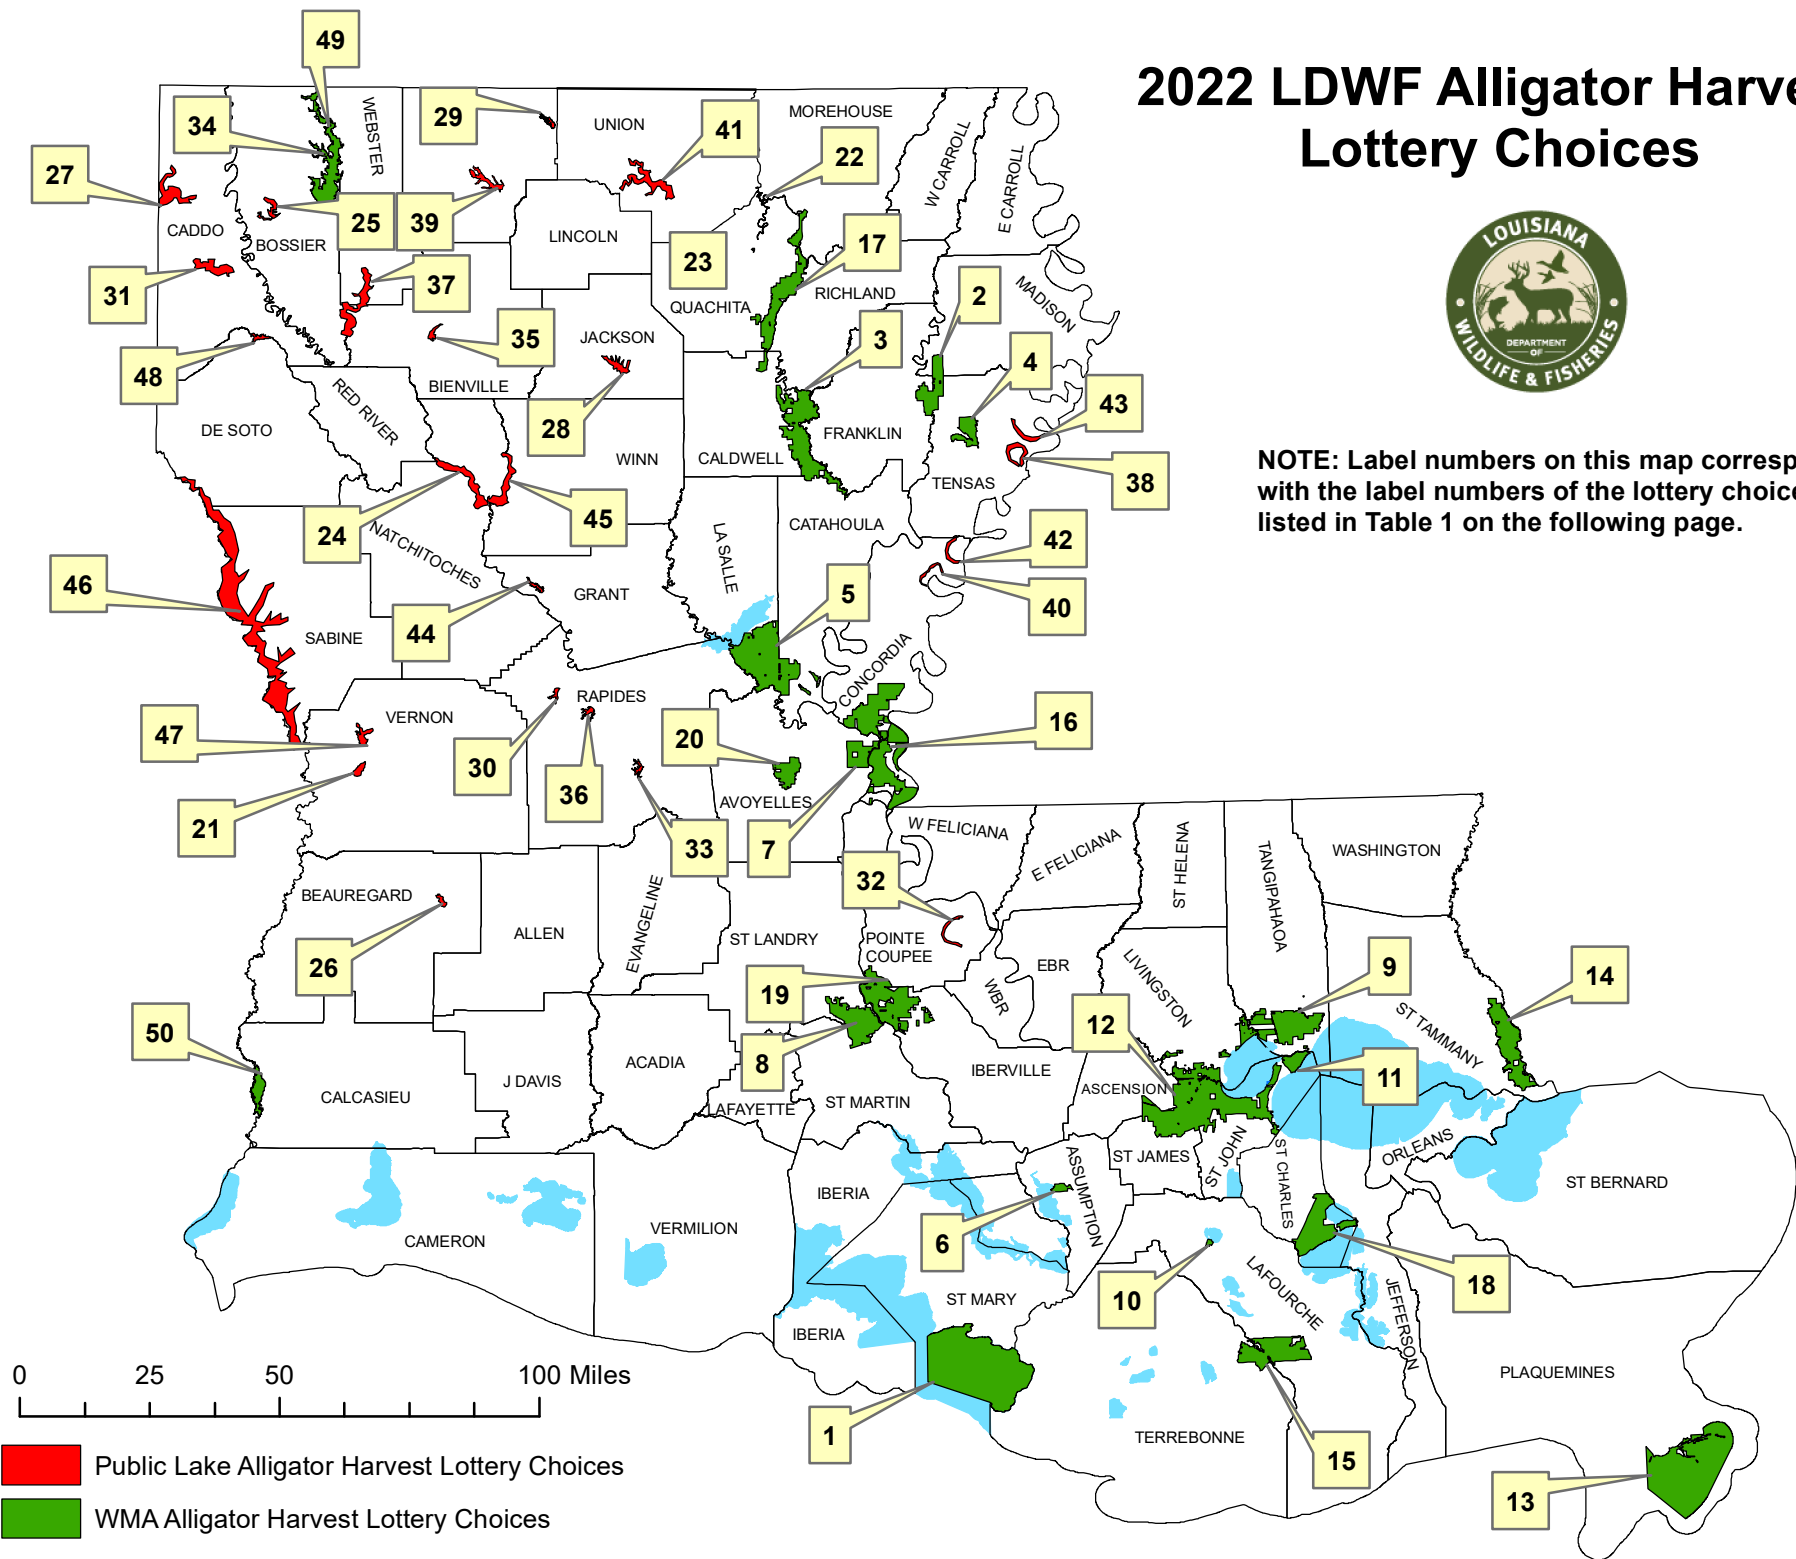 2022 LDWF Alligator Harve
Lottery Choices
LOUISIANA
DEPARTMENT
OF
WILDLIFE & FISHERIES
NOTE: Label numbers on this map corresp
with the label numbers of the lottery choice
listed in Table 1 on the following page.
49
34
27
29
41
22
25
39
23
17
31
37
2
35
3
4
48
43
28
38
24
45
42
46
5
40
44
47
16
20
30
36
21
33
7
32
26
9
19
14
50
12
8
11
6
10
18
1
15
13
WEBSTER
UNION
MOREHOUSE
W CARROLL
E CARROLL
CADDO
BOSSIER
LINCOLN
QUACHITA
RICHLAND
MADISON
JACKSON
BIENVILLE
RED RIVER
DE SOTO
WINN
CALDWELL
FRANKLIN
TENSAS
NATCHITOCHES
LA SALLE
CATAHOULA
GRANT
SABINE
CONCORDIA
RAPIDES
VERNON
AVOYELLES
W FELICIANA
E FELICIANA
ST HELENA
TANGIPAHAOA
WASHINGTON
BEAUREGARD
ALLEN
EVANGELINE
ST LANDRY
POINTE
COUPEE
EBR
WBR
LIVINGSTON
ST TAMMANY
CALCASIEU
J DAVIS
ACADIA
LAFAYETTE
ST MARTIN
IBERVILLE
ASCENSION
ST JAMES
ST JOHN
ST CHARLES
ORLEANS
ST BERNARD
CAMERON
VERMILION
IBERIA
ASSUMPTION
ST MARY
IBERIA
LAFOURCHE
JEFFERSON
PLAQUEMINES
TERREBONNE
0 25 50 100 Miles
Public Lake Alligator Harvest Lottery Choices
WMA Alligator Harvest Lottery Choices